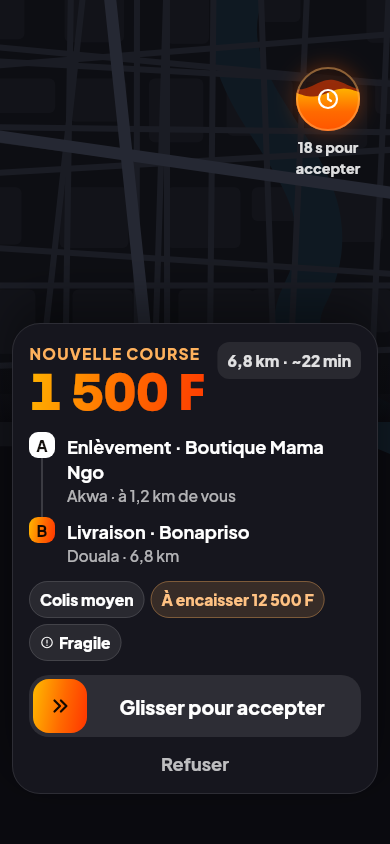 18 s pour
accepter
NOUVELLE COURSE
6,8 km · ~22 min
1 500 F
A
Enlèvement · Boutique Mama
Ngo
Akwa · à 1,2 km de vous
B
Livraison · Bonapriso
Douala · 6,8 km
Colis moyen
À encaisser 12 500 F
Fragile
Glisser pour accepter
Refuser